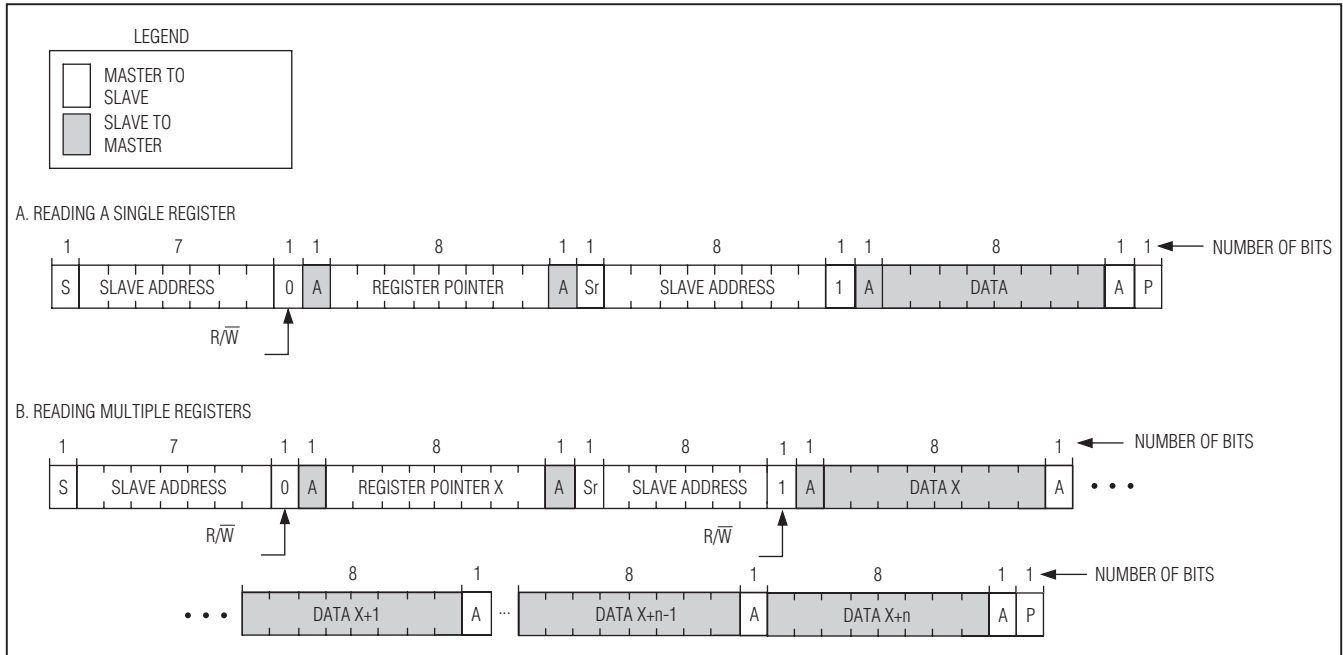 LEGEND
MASTER TO
SLAVE
SLAVE TO
MASTER
A. READING A SINGLE REGISTER
1 7 1 1 8 1 1 8 1 1 8 1 1 NUMBER OF BITS
S SLAVE ADDRESS 0 A REGISTER POINTER A Sr SLAVE ADDRESS 1 A DATA A P
R/W̅
B. READING MULTIPLE REGISTERS
1 7 1 1 8 1 1 8 1 1 8 1 NUMBER OF BITS
S SLAVE ADDRESS 0 A REGISTER POINTER X A Sr SLAVE ADDRESS 1 A DATA X A • • •
R/W̅ R/W̅
8 1 8 1 8 1 1 NUMBER OF BITS
• • • DATA X+1 A ... DATA X+n-1 A DATA X+n A P